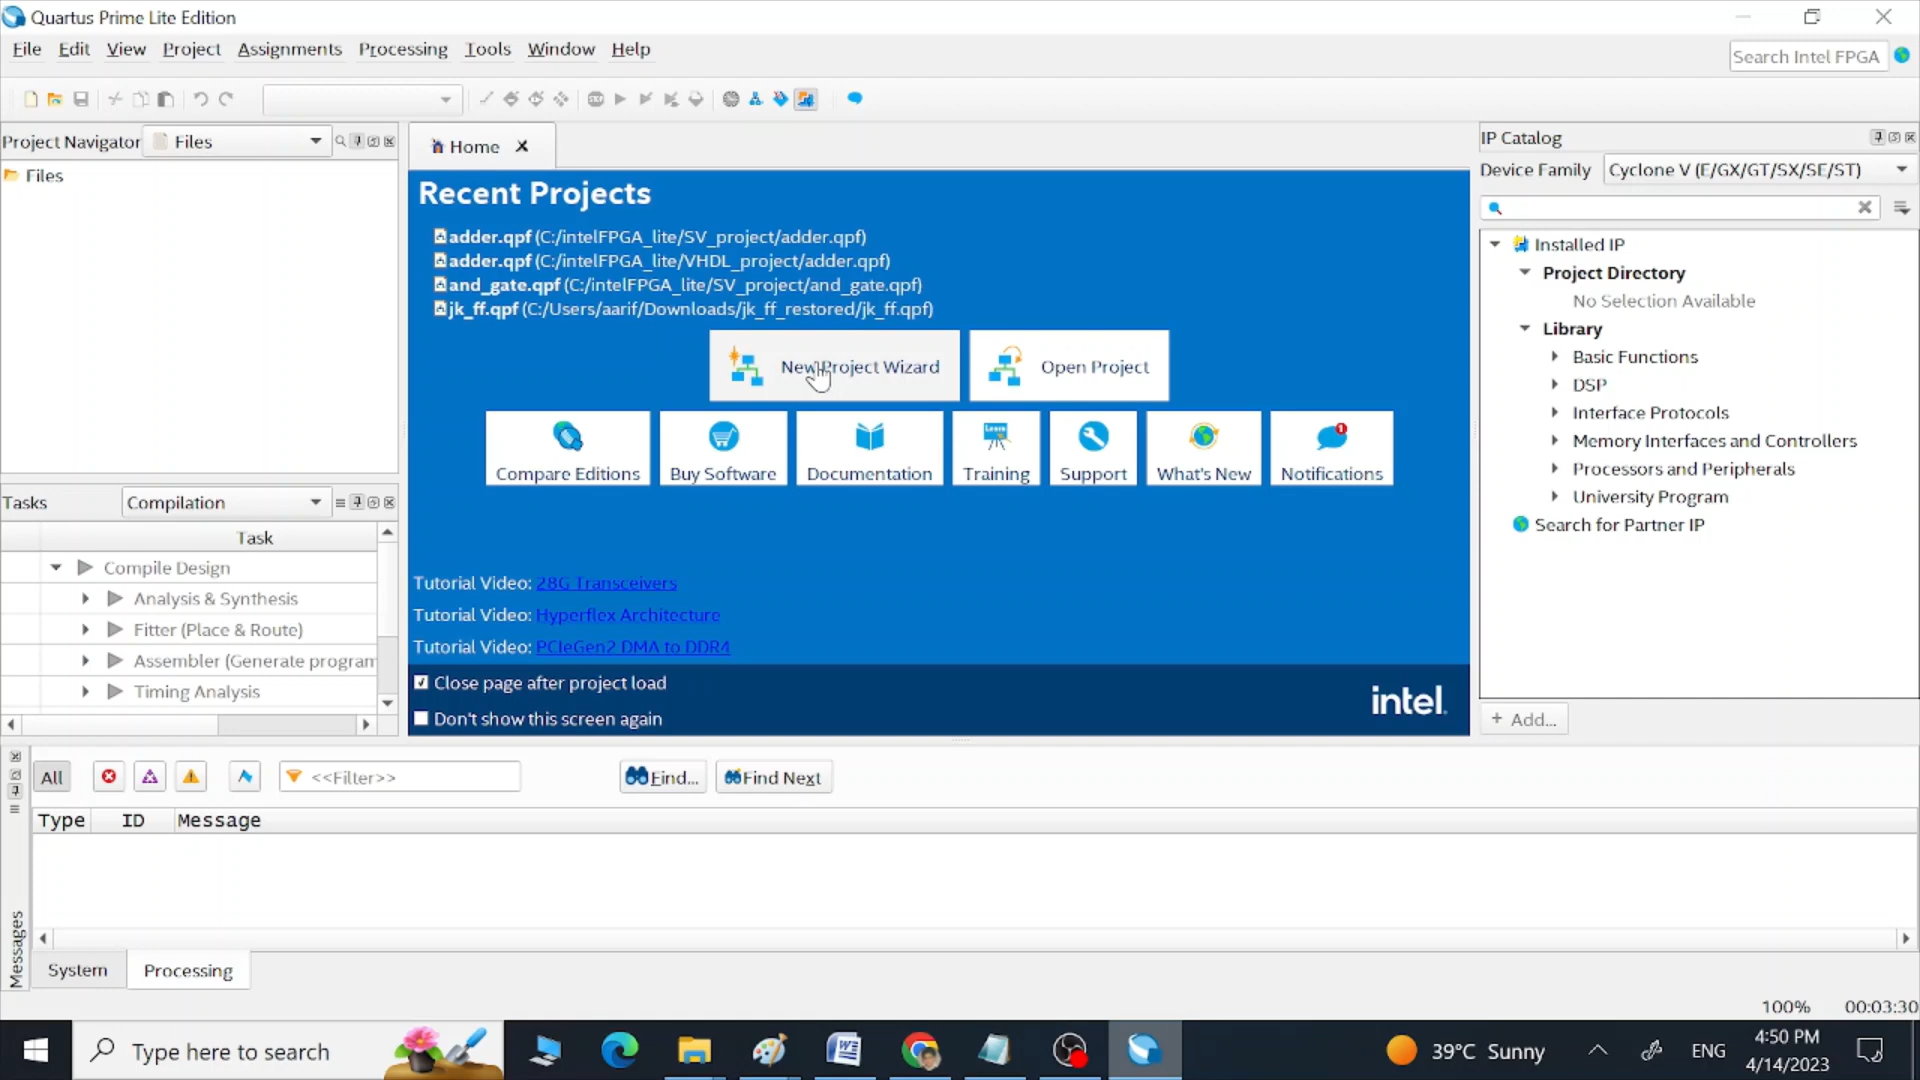 Quartus Prime Lite Edition
File Edit View Project Assignments Processing Tools Window Help
Search Intel FPGA
Project Navigator Files
Files
Home
Recent Projects
adder.qpf (C:/intelFPGA_lite/SV_project/adder.qpf)
adder.qpf (C:/intelFPGA_lite/VHDL_project/adder.qpf)
and_gate.qpf (C:/intelFPGA_lite/SV_project/and_gate.qpf)
jk_ff.qpf (C:/Users/aarif/Downloads/jk_ff_restored/jk_ff.qpf)
New Project Wizard
Open Project
Compare Editions
Buy Software
Documentation
Training
Support
What's New
Notifications
Tutorial Video: 28G Transceivers
Tutorial Video: Hyperflex Architecture
Tutorial Video: PCIeGen2 DMA to DDR4
Close page after project load
Don't show this screen again
intel.
IP Catalog
Device Family Cyclone V (E/GX/GT/SX/SE/ST)
Installed IP
Project Directory
No Selection Available
Library
Basic Functions
DSP
Interface Protocols
Memory Interfaces and Controllers
Processors and Peripherals
University Program
Search for Partner IP
+ Add...
Tasks Compilation
Task
Compile Design
Analysis & Synthesis
Fitter (Place & Route)
Assembler (Generate program
Timing Analysis
All
<<Filter>>
Find...
Find Next
Type ID Message
Messages
System Processing
100% 00:03:30
Type here to search
39°C Sunny
ENG
4:50 PM
4/14/2023